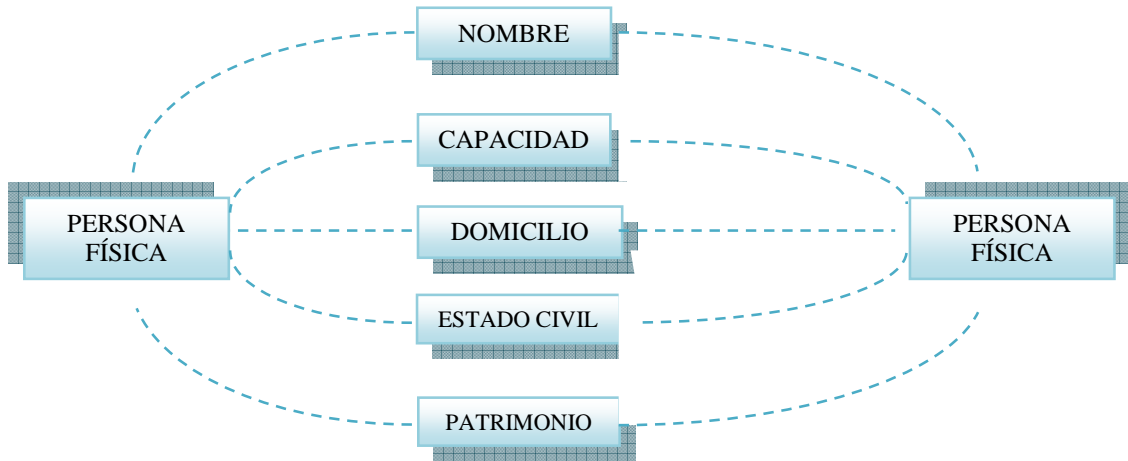 NOMBRE
CAPACIDAD
PERSONA
FÍSICA
DOMICILIO
PERSONA
FÍSICA
ESTADO CIVIL
PATRIMONIO